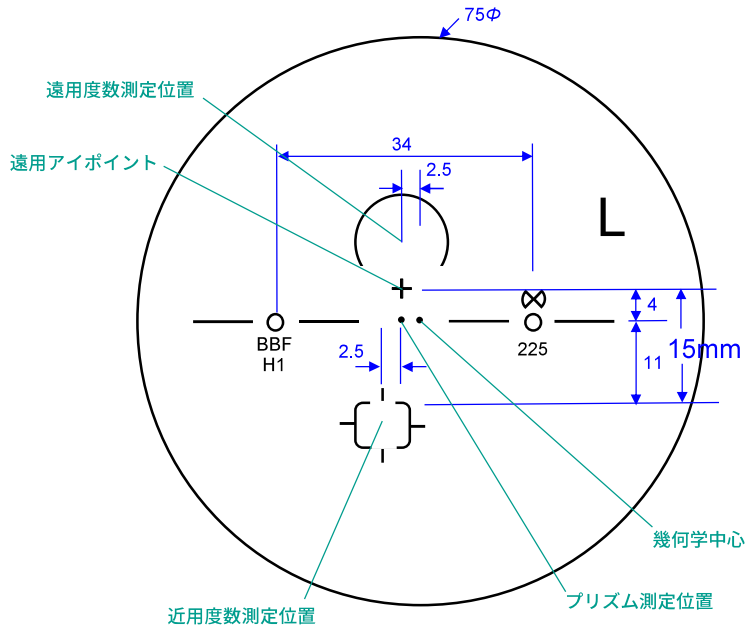 75Φ
遠用度数測定位置
34
遠用アイポイント
2.5
L
4
BBF
H1
225
2.5
11
15mm
幾何学中心
プリズム測定位置
近用度数測定位置